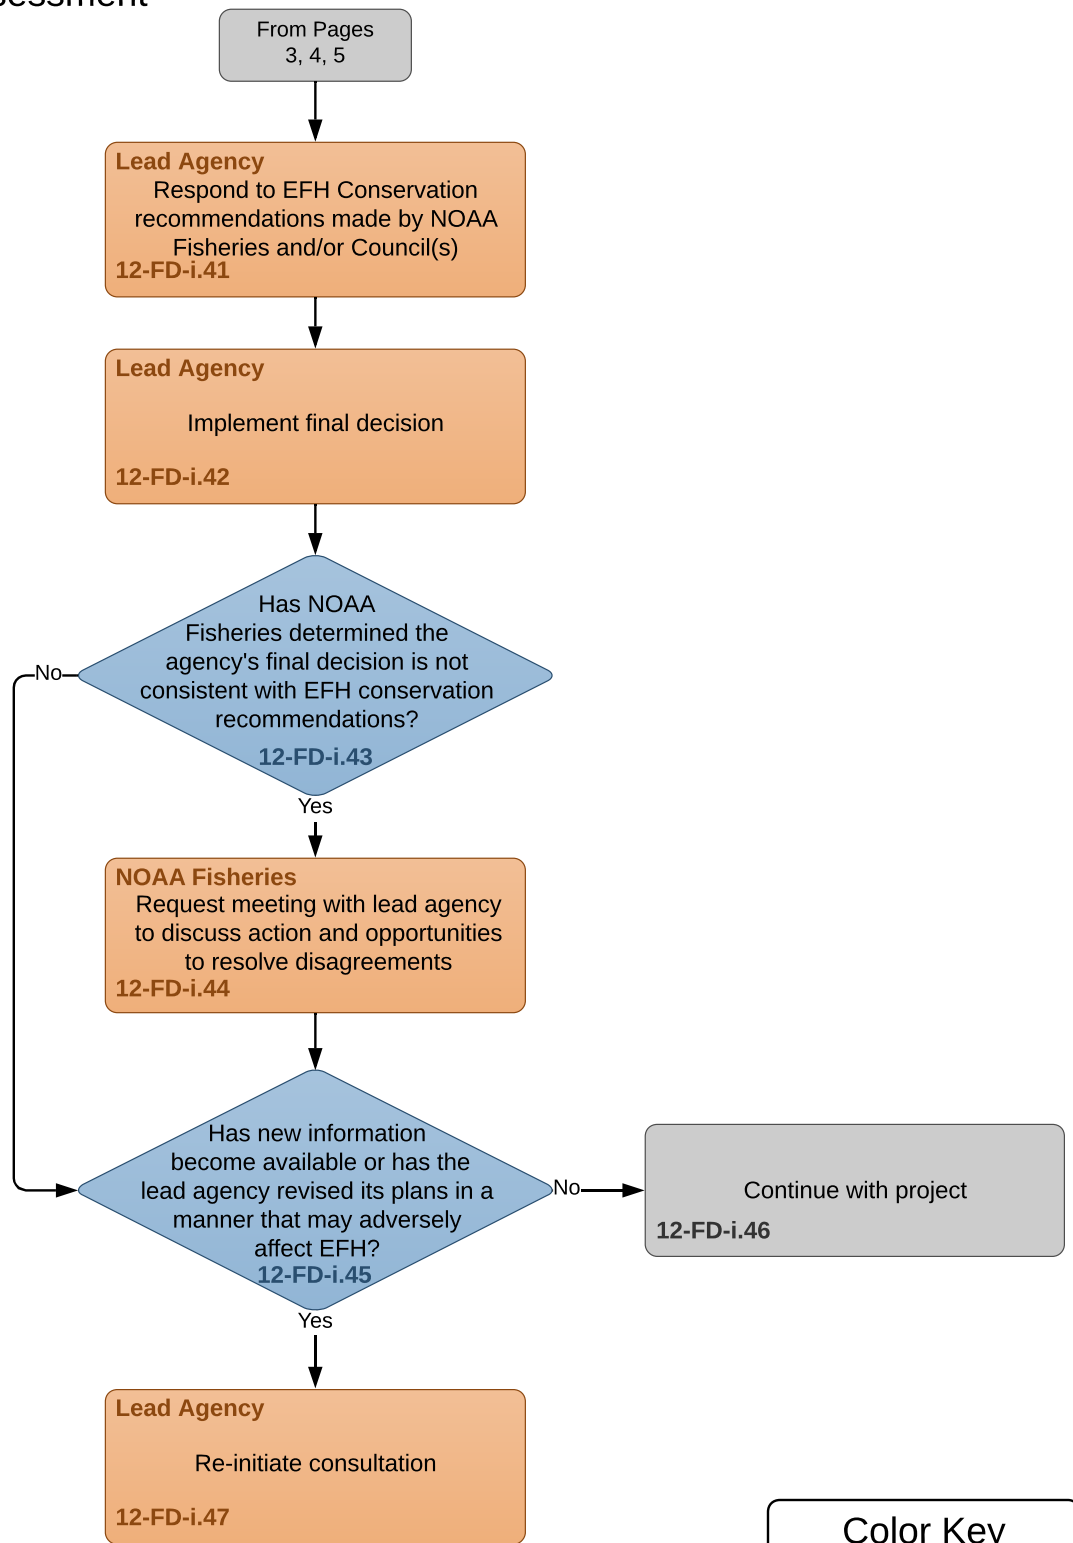 From Pages
3, 4, 5
Lead Agency
Respond to EFH Conservation
recommendations made by NOAA
Fisheries and/or Council(s)
12-FD-i.41
Lead Agency
Implement final decision
12-FD-i.42
Has NOAA
Fisheries determined the
agency's final decision is not
consistent with EFH conservation
recommendations?
12-FD-i.43
No
Yes
NOAA Fisheries
Request meeting with lead agency
to discuss action and opportunities
to resolve disagreements
12-FD-i.44
Has new information
become available or has the
lead agency revised its plans in a
manner that may adversely
affect EFH?
12-FD-i.45
No
Continue with project
12-FD-i.46
Yes
Lead Agency
Re-initiate consultation
12-FD-i.47
Color Key